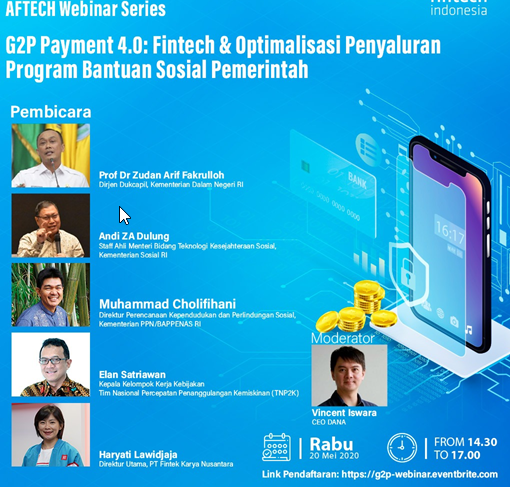 AFTECH Webinar Series
fintech
indonesia
G2P Payment 4.0: Fintech & Optimalisasi Penyaluran
Program Bantuan Sosial Pemerintah
Pembicara
Prof Dr Zudan Arif Fakrulloh
Dirjen Dukcapil, Kementerian Dalam Negeri RI
Andi ZA Dulung
Staff Ahli Menteri Bidang Teknologi Kesejahteraan Sosial,
Kementerian Sosial RI
Muhammad Cholifihani
Direktur Perencanaan Kependudukan dan Perlindungan Sosial,
Kementerian PPN/BAPPENAS RI
Elan Satriawan
Kepala Kelompok Kerja Kebijakan
Tim Nasional Percepatan Penanggulangan Kemiskinan (TNP2K)
Haryati Lawidjaja
Direktur Utama, PT Fintek Karya Nusantara
BANK
16:17
Moderator
Vincent Iswara
CEO DANA
Rabu
20 Mei 2020
FROM 14.30
TO 17.00
Link Pendaftaran: https://g2p-webinar.eventbrite.com